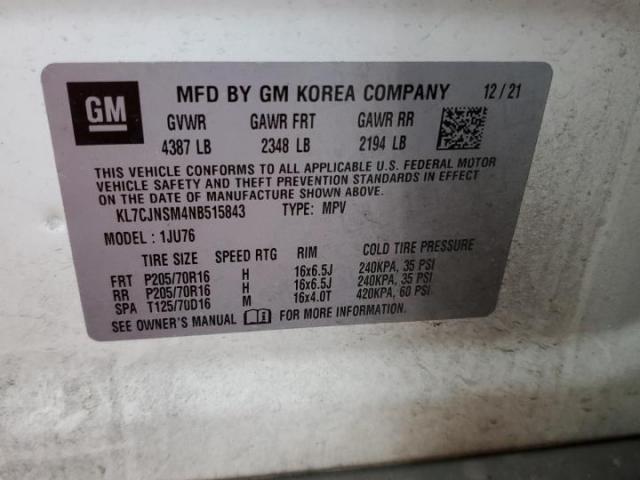 GM MFD BY GM KOREA COMPANY 12/21
GVWR GAWR FRT GAWR RR
4387 LB 2348 LB 2194 LB
THIS VEHICLE CONFORMS TO ALL APPLICABLE U.S. FEDERAL MOTOR
VEHICLE SAFETY AND THEFT PREVENTION STANDARDS IN EFFECT
ON THE DATE OF MANUFACTURE SHOWN ABOVE.
KL7CJNSM4NB515843 TYPE: MPV
MODEL: 1JU76
TIRE SIZE SPEED RTG RIM COLD TIRE PRESSURE
FRT P205/70R16 H 16x6.5J 240KPA, 35 PSI
RR P205/70R16 H 16x6.5J 240KPA, 35 PSI
SPA T125/70D16 M 16x4.0T 420KPA, 60 PSI
SEE OWNER'S MANUAL FOR MORE INFORMATION.